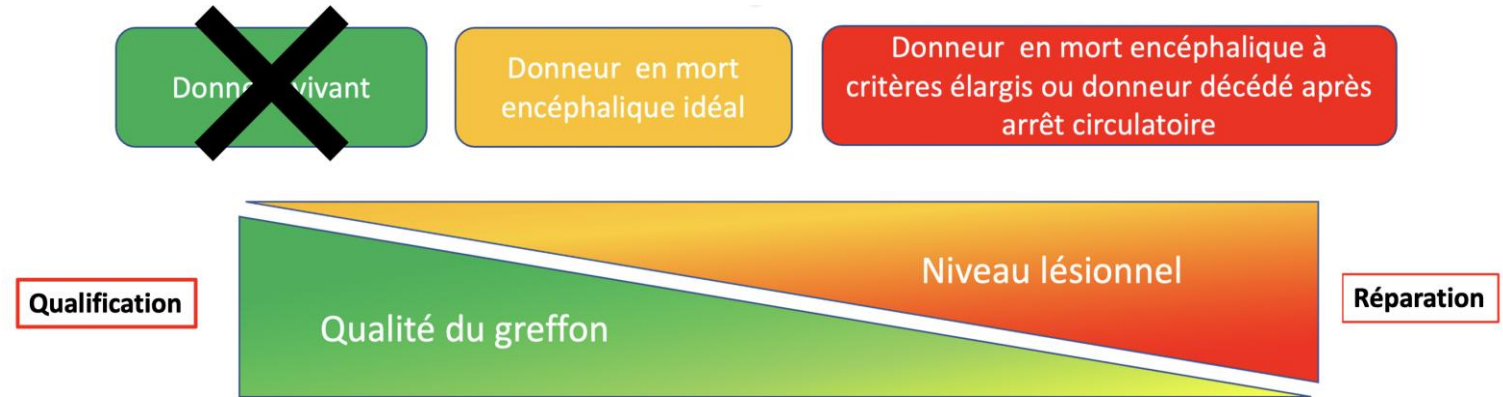 Donneur vivant
Donneur en mort
encéphalique idéal
Donneur en mort encéphalique à
critères élargis ou donneur décédé après
arrêt circulatoire
Niveau lésionnel
Qualification
Réparation
Qualité du greffon